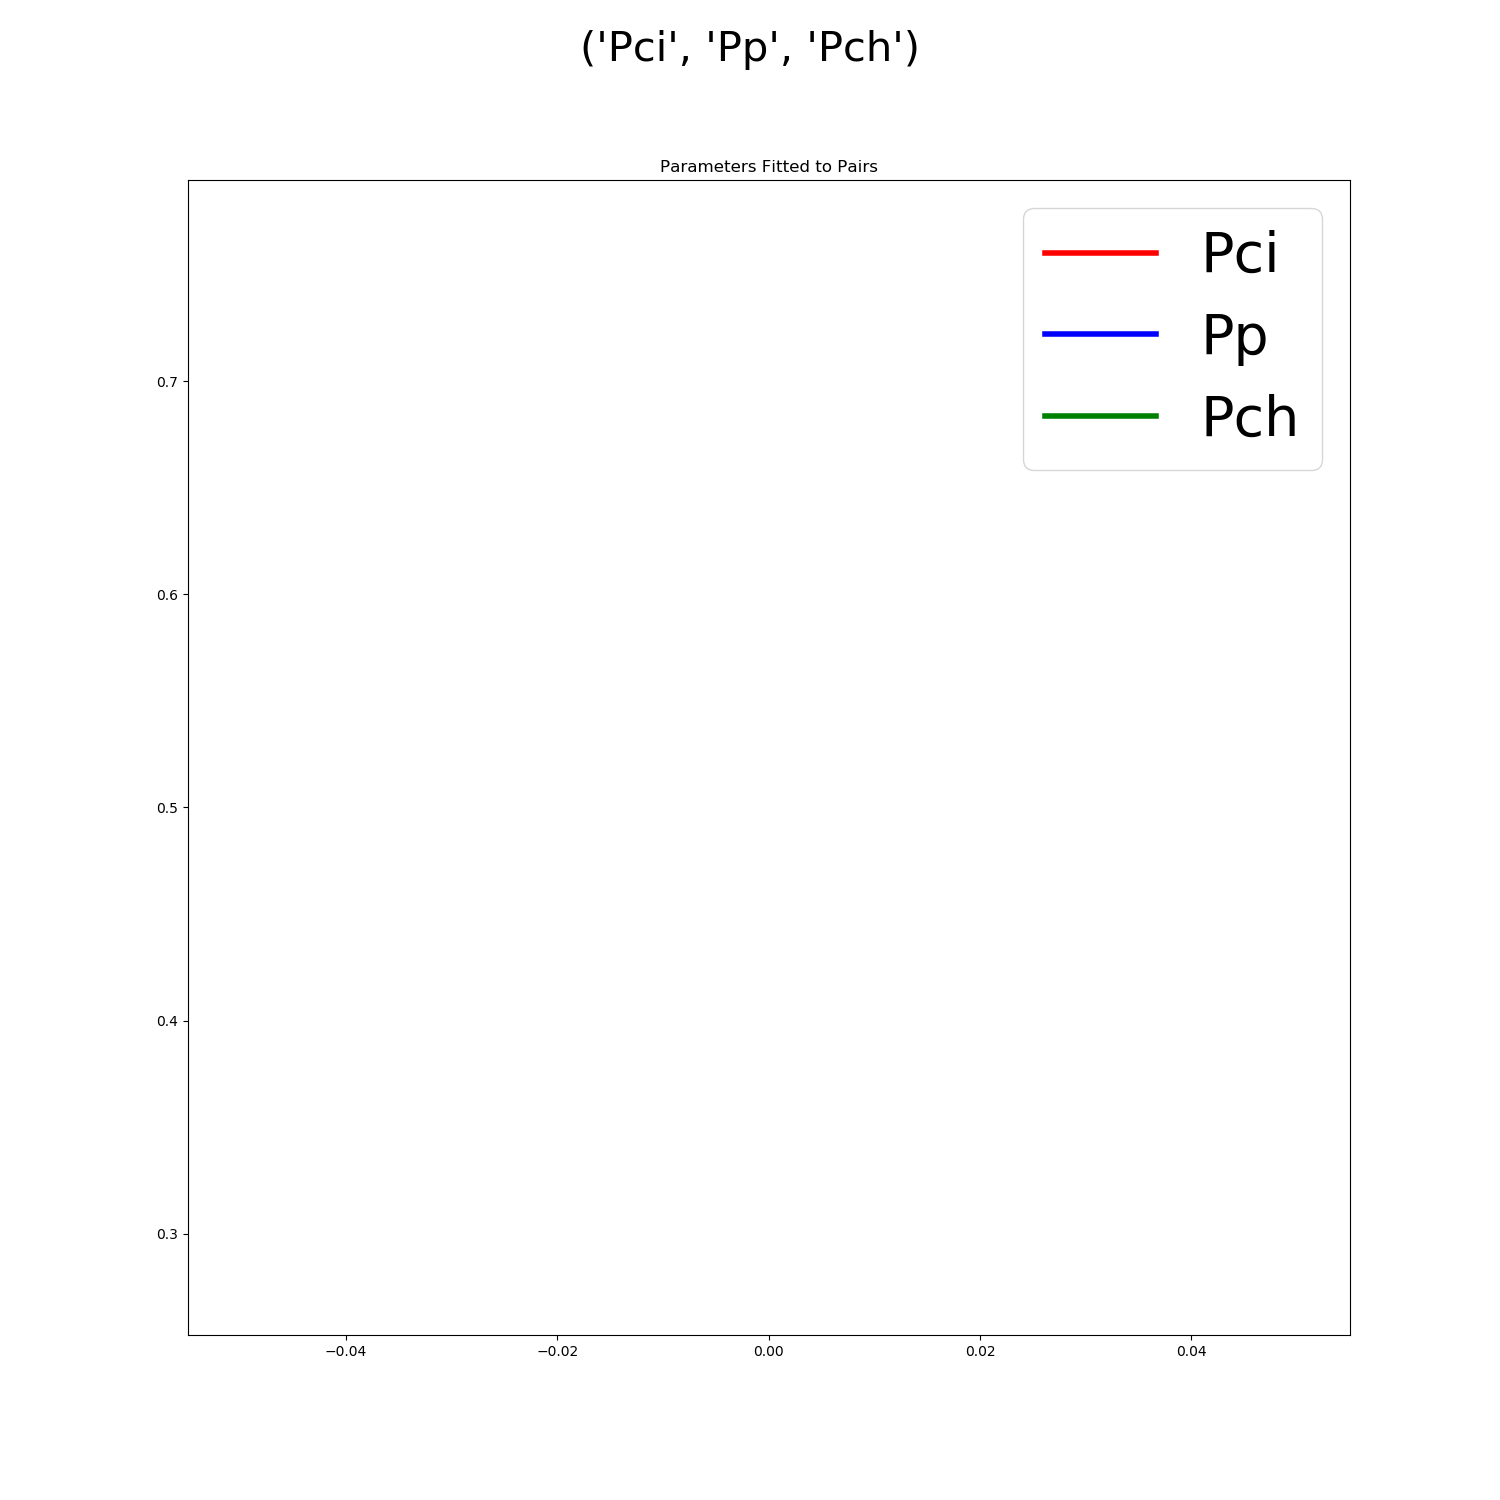 ('Pci', 'Pp', 'Pch')
Parameters Fitted to Pairs
Pci
Pp
Pch
0.7
0.6
0.5
0.4
0.3
−0.04 −0.02 0.00 0.02 0.04